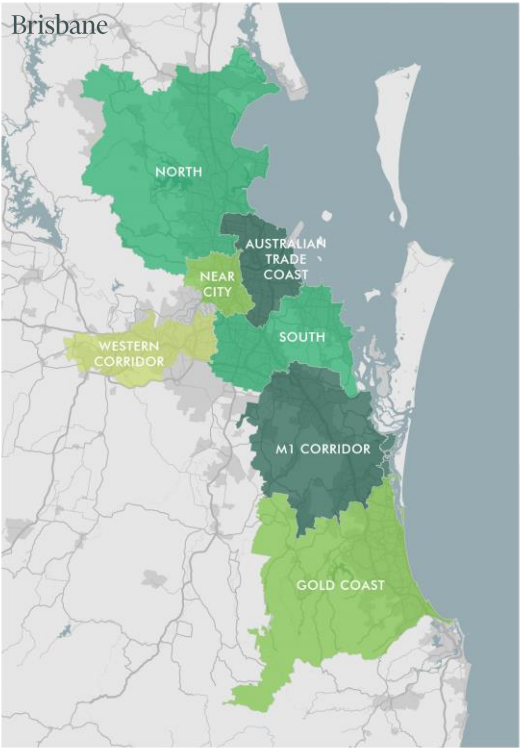 Brisbane
NORTH
AUSTRALIAN
TRADE
COAST
NEAR
CITY
SOUTH
WESTERN
CORRIDOR
M1 CORRIDOR
GOLD COAST